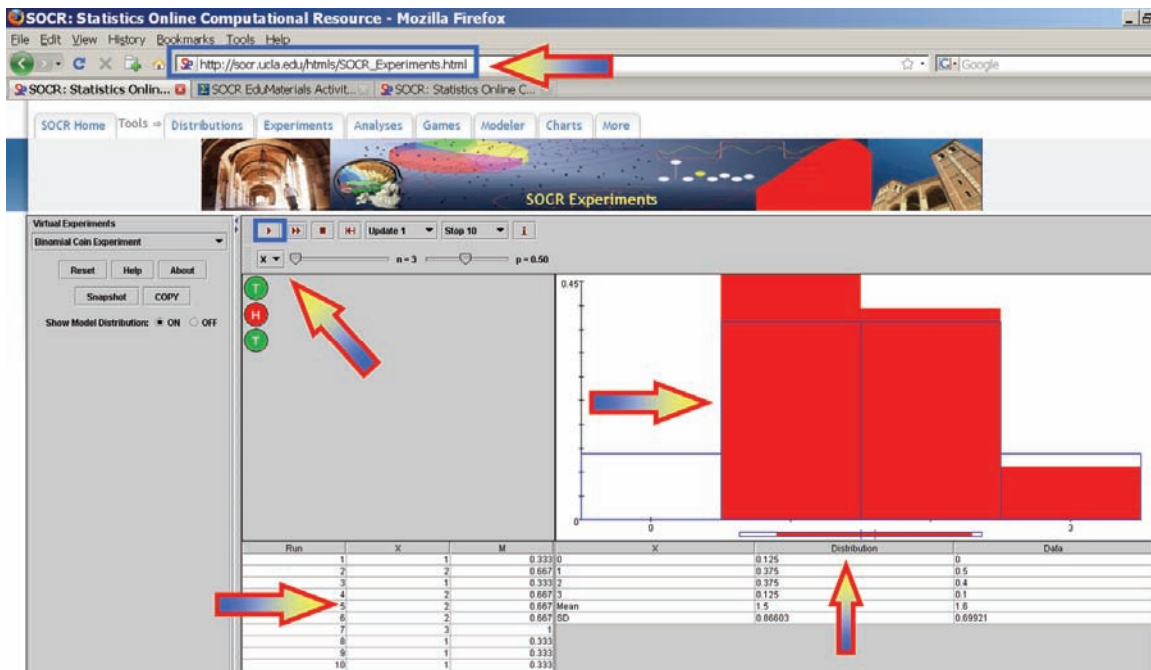 SOCR: Statistics Online Computational Resource - Mozilla Firefox
File Edit View History Bookmarks Tools Help
http://socr.ucla.edu/htmls/SOCR_Experiments.html
Google
SOCR: Statistics Onlin...
SOCR EduMaterials Activit...
SOCR: Statistics Online C...
SOCR Home Tools ⇒ Distributions Experiments Analyses Games Modeler Charts More
SOCR Experiments
Virtual Experiments
Binomial Coin Experiment
Reset Help About
Snapshot COPY
Show Model Distribution: ON OFF
Update 1 Stop 10 i
X n = 3 p = 0.50
T
H
T
0.45
0
0 3
Run X M
1 1 0.333
2 2 0.667
3 1 0.333
4 2 0.667
5 2 0.667
6 2 0.667
7 3 1
8 1 0.333
9 1 0.333
10 1 0.333
X Distribution Data
0 0.125 0
1 0.375 0.5
2 0.375 0.4
3 0.125 0.1
Mean 1.5 1.6
SD 0.86603 0.69921